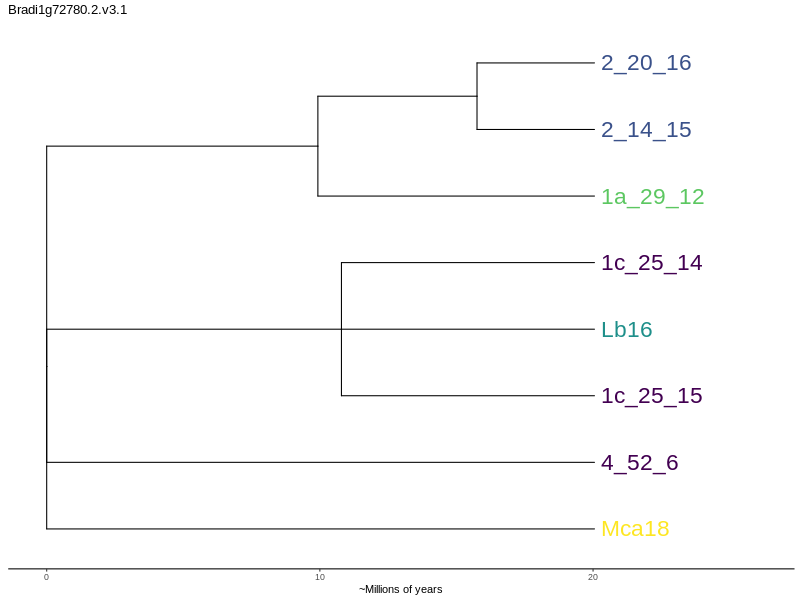 Bradi1g72780.2.v3.1
2_20_16
2_14_15
1a_29_12
1c_25_14
Lb16
1c_25_15
4_52_6
Mca18
0 10 20
~Millions of years